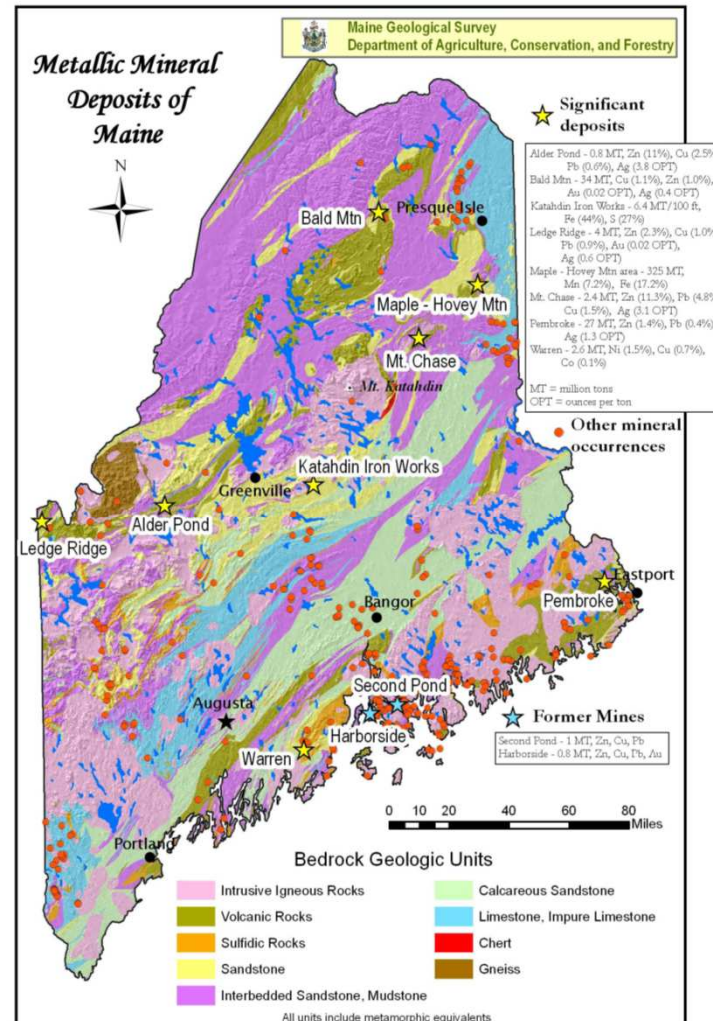 Maine Geological Survey
Department of Agriculture, Conservation, and Forestry
Metallic Mineral
Deposits of
Maine
N
Significant
deposits
Alder Pond - 0.8 MT, Zn (11%), Cu (2.5%
Pb (0.6%), Ag (3.8 OPT)
Bald Mtn - 34 MT, Cu (1.1%), Zn (1.0%),
Au (0.02 OPT), Ag (0.4 OPT)
Katahdin Iron Works - 6.4 MT/100 ft,
Fe (44%), S (27%)
Ledge Ridge - 4 MT, Zn (2.3%), Cu (1.0%
Pb (0.9%), Au (0.02 OPT),
Ag (0.6 OPT)
Maple - Hovey Mtn area - 325 MT,
Mn (7.2%), Fe (17.2%)
Mt. Chase - 2.4 MT, Zn (11.3%), Pb (4.8%
Cu (1.5%), Ag (3.1 OPT)
Pembroke - 27 MT, Zn (1.4%), Pb (0.4%)
Ag (1.3 OPT)
Warren - 2.6 MT, Ni (1.5%), Cu (0.7%),
Co (0.1%)
MT = million tons
OPT = ounces per ton
Bald Mtn
Presque Isle
Maple - Hovey Mtn
Mt. Chase
Mt. Katahdin
Other mineral
occurrences
Katahdin Iron Works
Greenville
Alder Pond
Ledge Ridge
Eastport
Pembroke
Bangor
Second Pond
Augusta
Harborside
Former Mines
Second Pond - 1 MT, Zn, Cu, Pb
Harborside - 0.8 MT, Zn, Cu, Pb, Au
Warren
0 20 40 60 80
Miles
Portland
Bedrock Geologic Units
Intrusive Igneous Rocks
Volcanic Rocks
Sulfidic Rocks
Sandstone
Interbedded Sandstone, Mudstone
Calcareous Sandstone
Limestone, Impure Limestone
Chert
Gneiss
All units include metamorphic equivalents